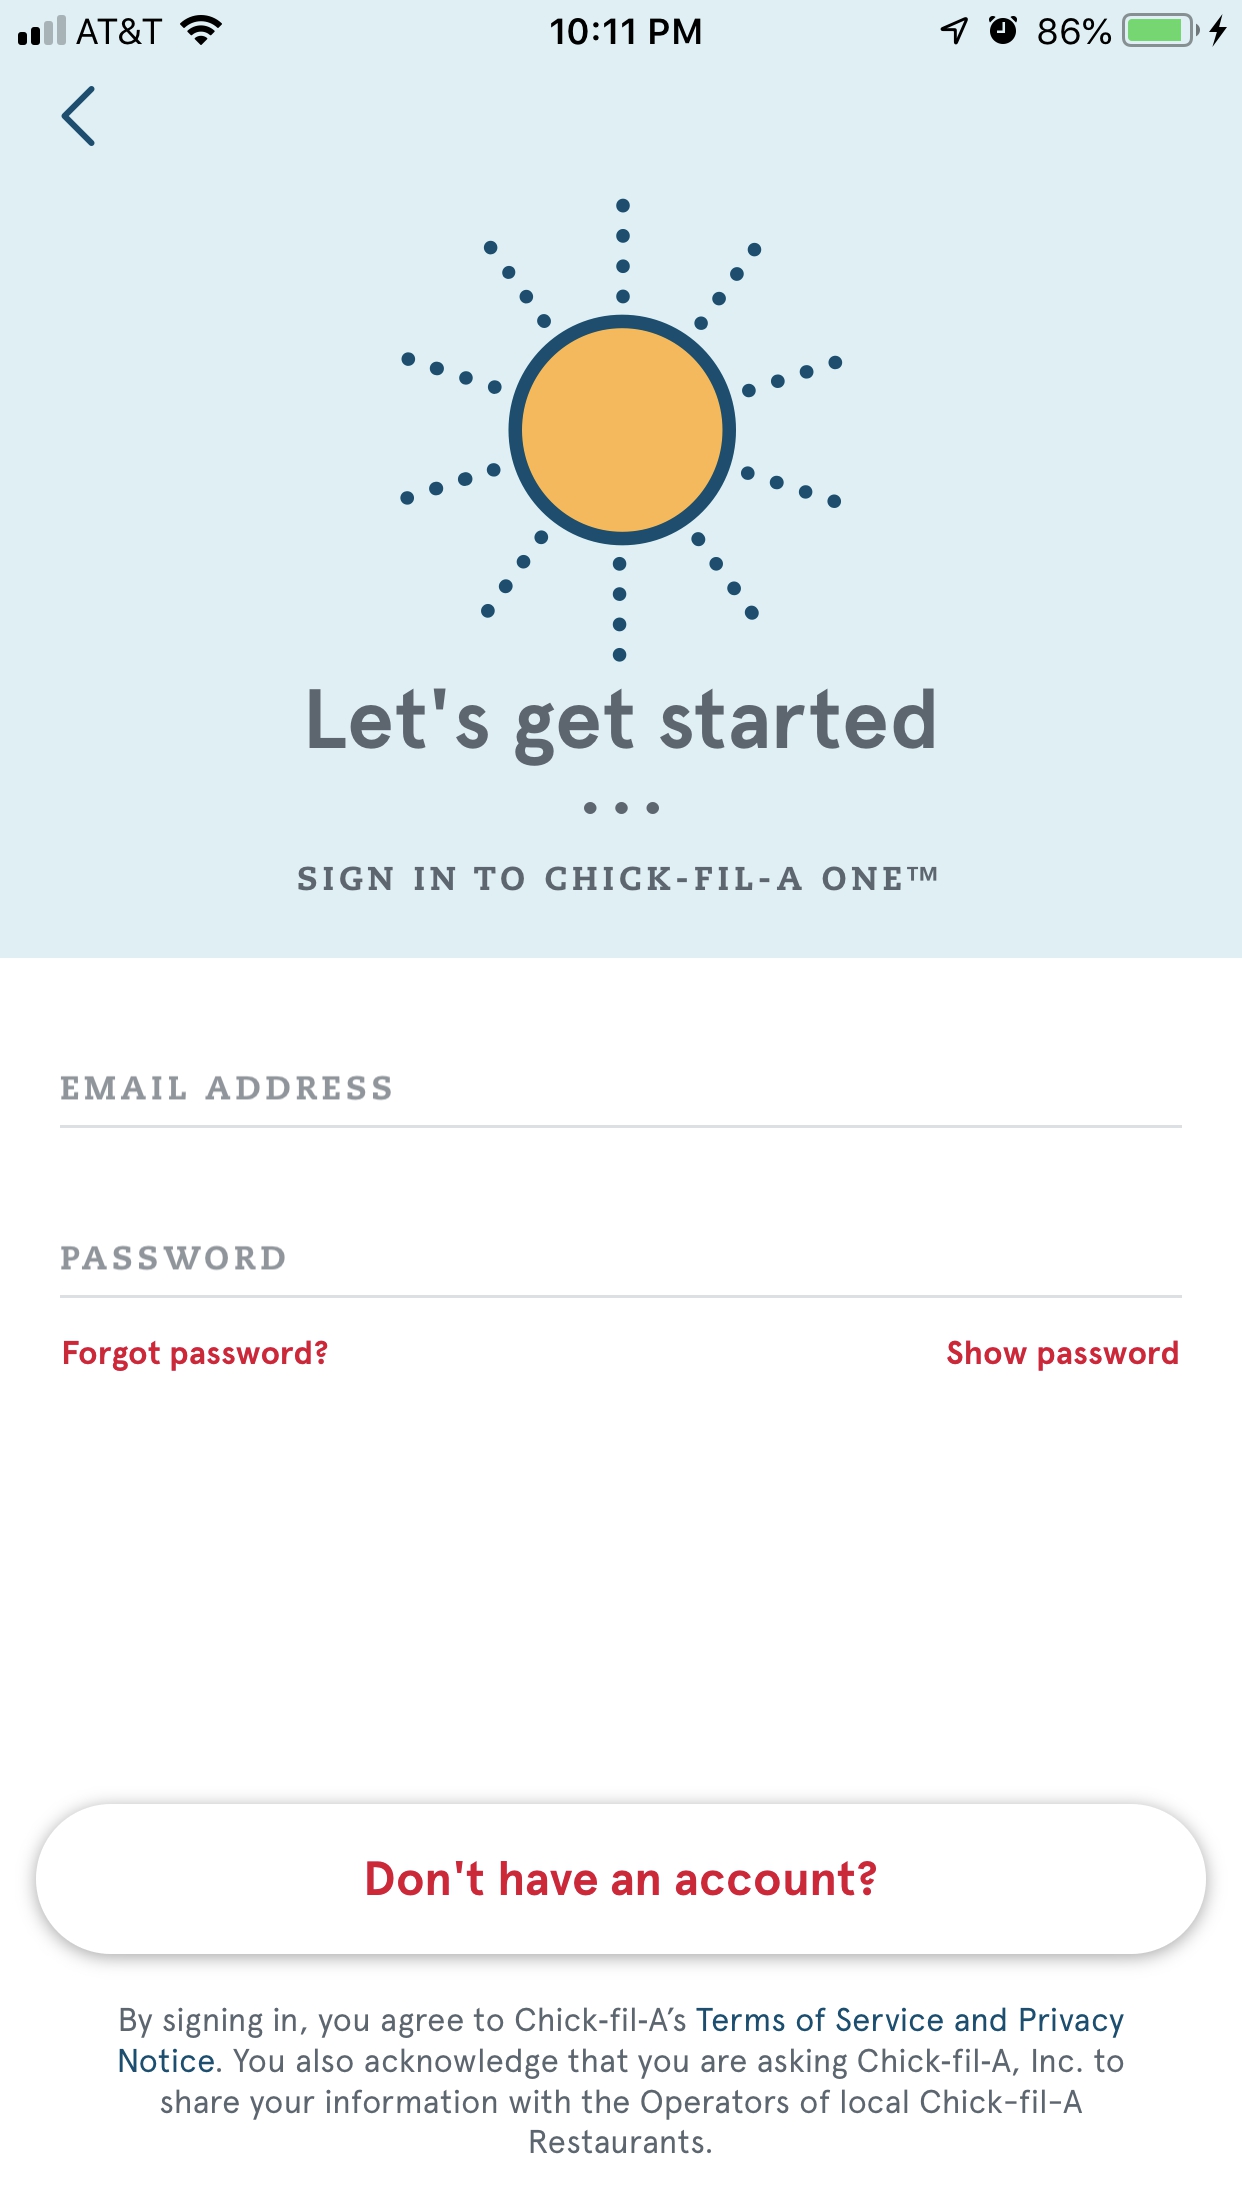 AT&T 10:11 PM 86%
Let's get started
SIGN IN TO CHICK-FIL-A ONE™
EMAIL ADDRESS
PASSWORD
Forgot password? Show password
Don't have an account?
By signing in, you agree to Chick-fil-A’s Terms of Service and Privacy
Notice. You also acknowledge that you are asking Chick-fil-A, Inc. to
share your information with the Operators of local Chick-fil-A
Restaurants.